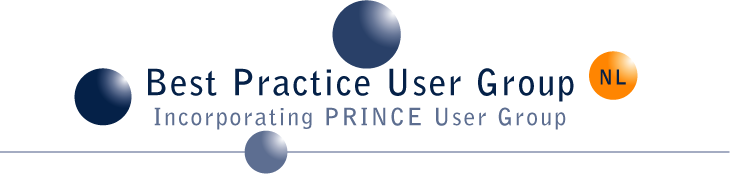 Best Practice User Group NL
Incorporating PRINCE User Group